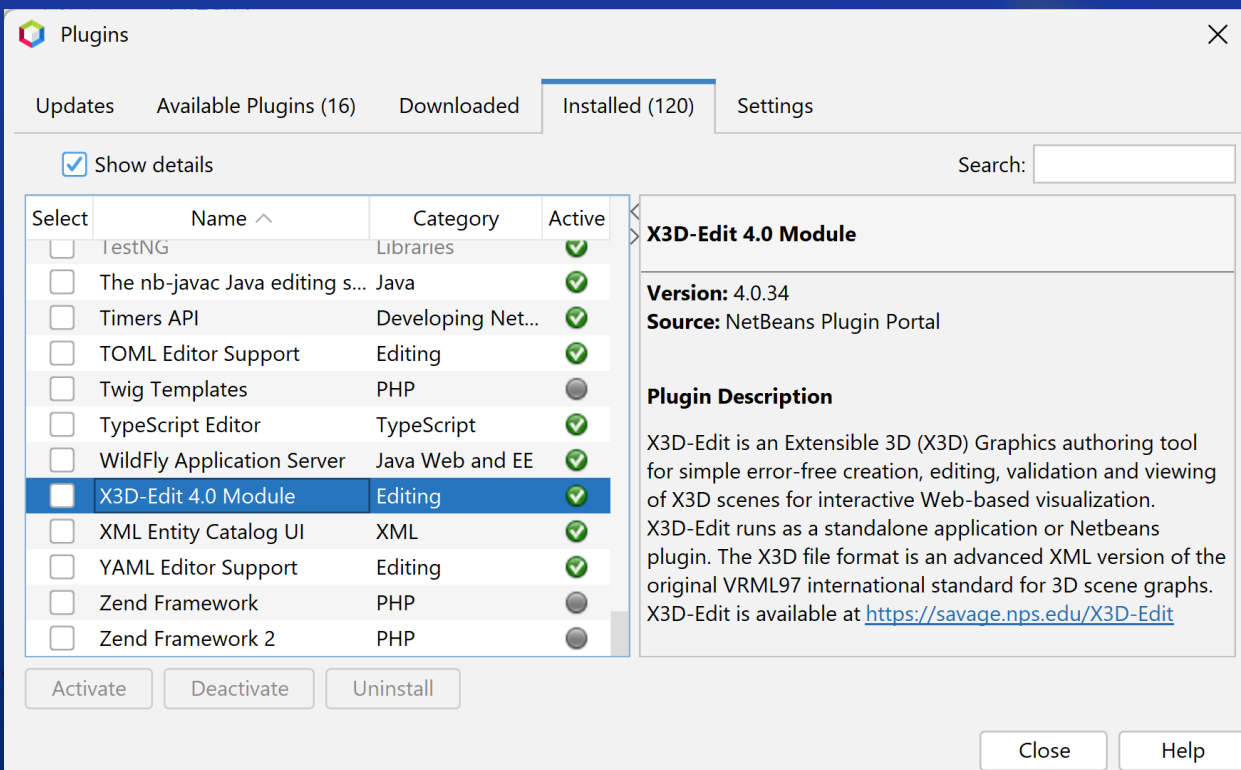 Plugins
Updates
Available Plugins (16)
Downloaded
Installed (120)
Settings
Show details
Search:
Select Name Category Active
TestNG Libraries
The nb-javac Java editing s... Java
Timers API Developing Net...
TOML Editor Support Editing
Twig Templates PHP
TypeScript Editor TypeScript
WildFly Application Server Java Web and EE
X3D-Edit 4.0 Module Editing
XML Entity Catalog UI XML
YAML Editor Support Editing
Zend Framework PHP
Zend Framework 2 PHP
X3D-Edit 4.0 Module
Version: 4.0.34
Source: NetBeans Plugin Portal
Plugin Description
X3D-Edit is an Extensible 3D (X3D) Graphics authoring tool
for simple error-free creation, editing, validation and viewing
of X3D scenes for interactive Web-based visualization.
X3D-Edit runs as a standalone application or Netbeans
plugin. The X3D file format is an advanced XML version of the
original VRML97 international standard for 3D scene graphs.
X3D-Edit is available at https://savage.nps.edu/X3D-Edit
Activate
Deactivate
Uninstall
Close
Help